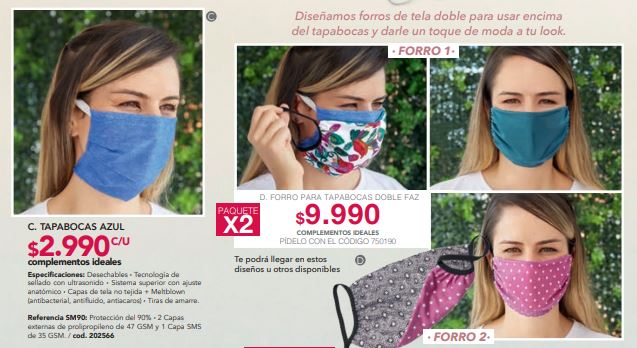 Diseñamos forros de tela doble para usar encima
del tapabocas y darle un toque de moda a tu look.
C
· FORRO 1 ·
C. TAPABOCAS AZUL
$2.990 C/U
complementos ideales
Especificaciones: Desechables • Tecnología de
sellado con ultrasonido • Sistema superior con ajuste
anatómico • Capas de tela no tejida + Meltblown
(antibacterial, antifluido, antiacaros) • Tiras de amarre.
Referencia SM90: Protección del 90% • 2 Capas
externas de polipropileno de 47 GSM y 1 Capa SMS
de 35 GSM. / cod. 202566
PAQUETE
X2
D. FORRO PARA TAPABOCAS DOBLE FAZ
$9.990
COMPLEMENTOS IDEALES
PÍDELO CON EL CÓDIGO 750190
Te podrá llegar en estos
diseños u otros disponibles
D
· FORRO 2 ·